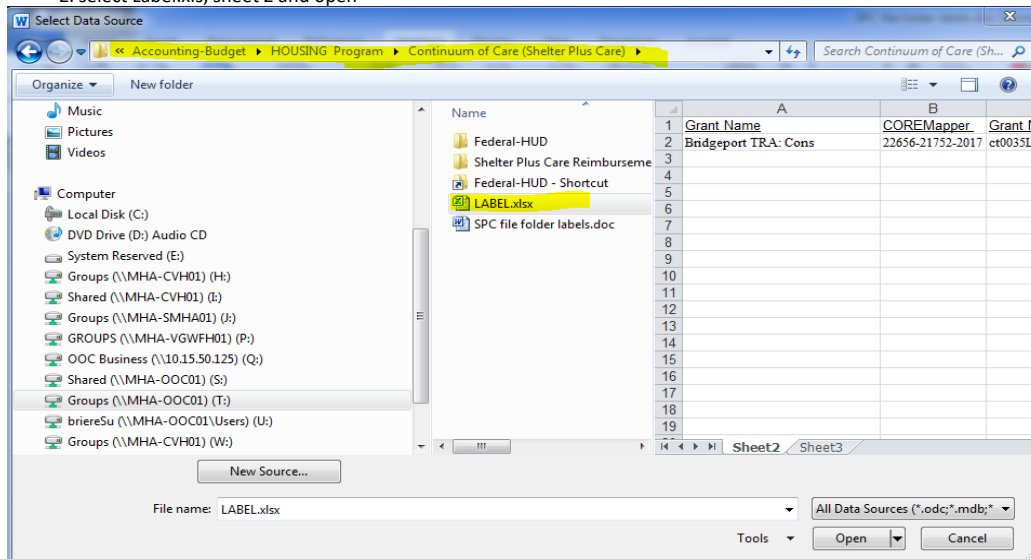 2. Select Label.xls, sheet 2 and open
Select Data Source
« Accounting-Budget ▸ HOUSING Program ▸ Continuum of Care (Shelter Plus Care) ▸
Search Continuum of Care (Sh...
Organize New folder
Music
Pictures
Videos
Computer
Local Disk (C:)
DVD Drive (D:) Audio CD
System Reserved (E:)
Groups (\\MHA-CVH01) (H:)
Shared (\\MHA-CVH01) (I:)
Groups (\\MHA-SMHA01) (J:)
GROUPS (\\MHA-VGWFH01) (P:)
OOC Business (\\10.15.50.125) (Q:)
Shared (\\MHA-OOC01) (S:)
Groups (\\MHA-OOC01) (T:)
briereSu (\\MHA-OOC01\Users) (U:)
Groups (\\MHA-CVH01) (W:)
Name
Federal-HUD
Shelter Plus Care Reimburseme
Federal-HUD - Shortcut
LABEL.xlsx
SPC file folder labels.doc
A B
1 Grant Name COREMapper Grant
2 Bridgeport TRA: Cons 22656-21752-2017 ct0035L
3
4
5
6
7
8
9
10
11
12
13
14
15
16
17
18
19
Sheet2 Sheet3
New Source...
File name: LABEL.xlsx
All Data Sources (*.odc;*.mdb;*
Tools Open Cancel